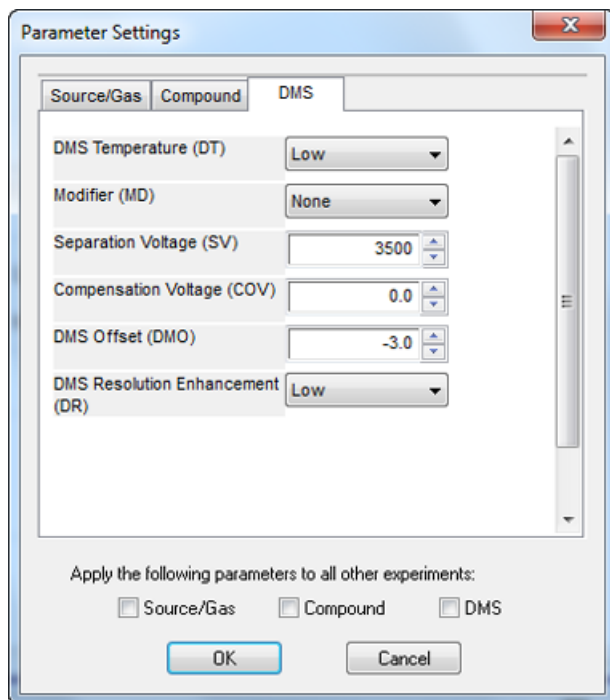 Parameter Settings
Source/Gas Compound DMS
DMS Temperature (DT) Low
Modifier (MD) None
Separation Voltage (SV) 3500
Compensation Voltage (COV) 0.0
DMS Offset (DMO) -3.0
DMS Resolution Enhancement
(DR) Low
Apply the following parameters to all other experiments:
Source/Gas Compound DMS
OK Cancel